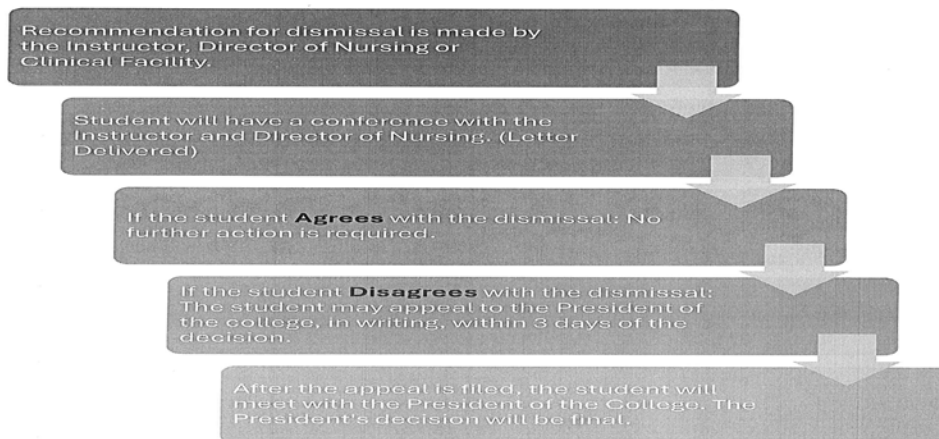 Recommendation for dismissal is made by
the Instructor, Director of Nursing or
Clinical Facility.
Student will have a conference with the
Instructor and DIrector of Nursing. (Letter
Delivered)
If the student Agrees with the dismissal: No
further action is required.
If the student Disagrees with the dismissal:
The student may appeal to the President of
the college, in writing, within 3 days of the
decision.
After the appeal is filed, the student will
meet with the President of the College. The
President's decision will be final.